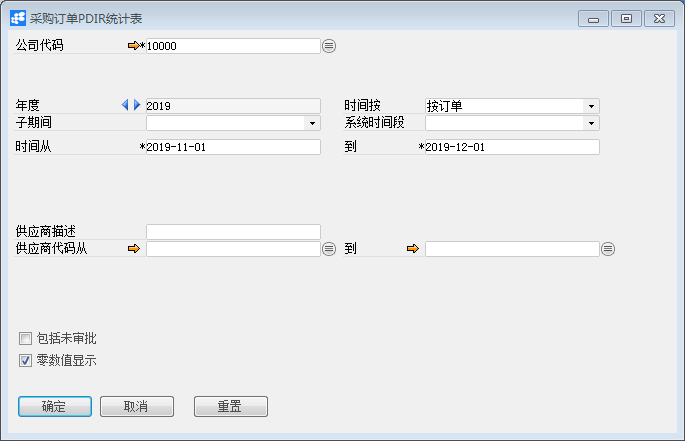 采购订单PDIR统计表
公司代码 *10000
年度 2019 时间按 按订单
子期间 系统时间段
时间从 *2019-11-01 到 *2019-12-01
供应商描述
供应商代码从 到
包括未审批
零数值显示
确定 取消 重置